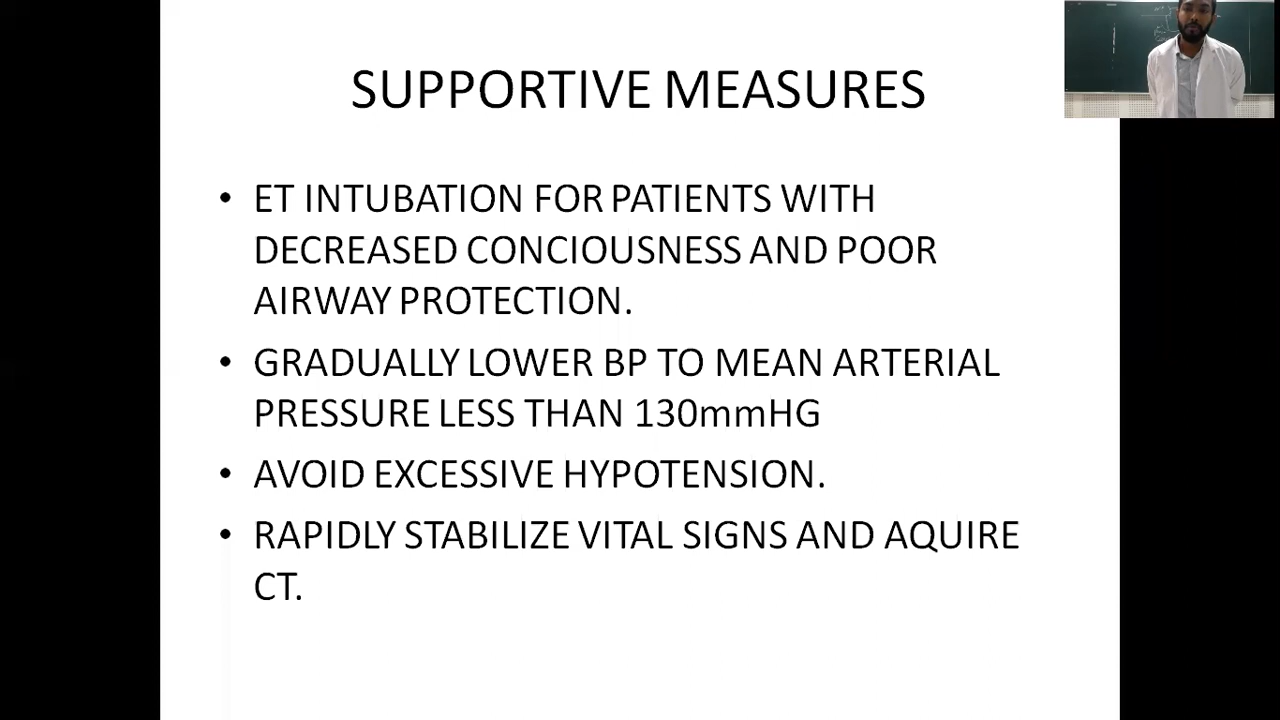 SUPPORTIVE MEASURES
• ET INTUBATION FOR PATIENTS WITH
DECREASED CONCIOUSNESS AND POOR
AIRWAY PROTECTION.
• GRADUALLY LOWER BP TO MEAN ARTERIAL
PRESSURE LESS THAN 130mmHG
• AVOID EXCESSIVE HYPOTENSION.
• RAPIDLY STABILIZE VITAL SIGNS AND AQUIRE
CT.